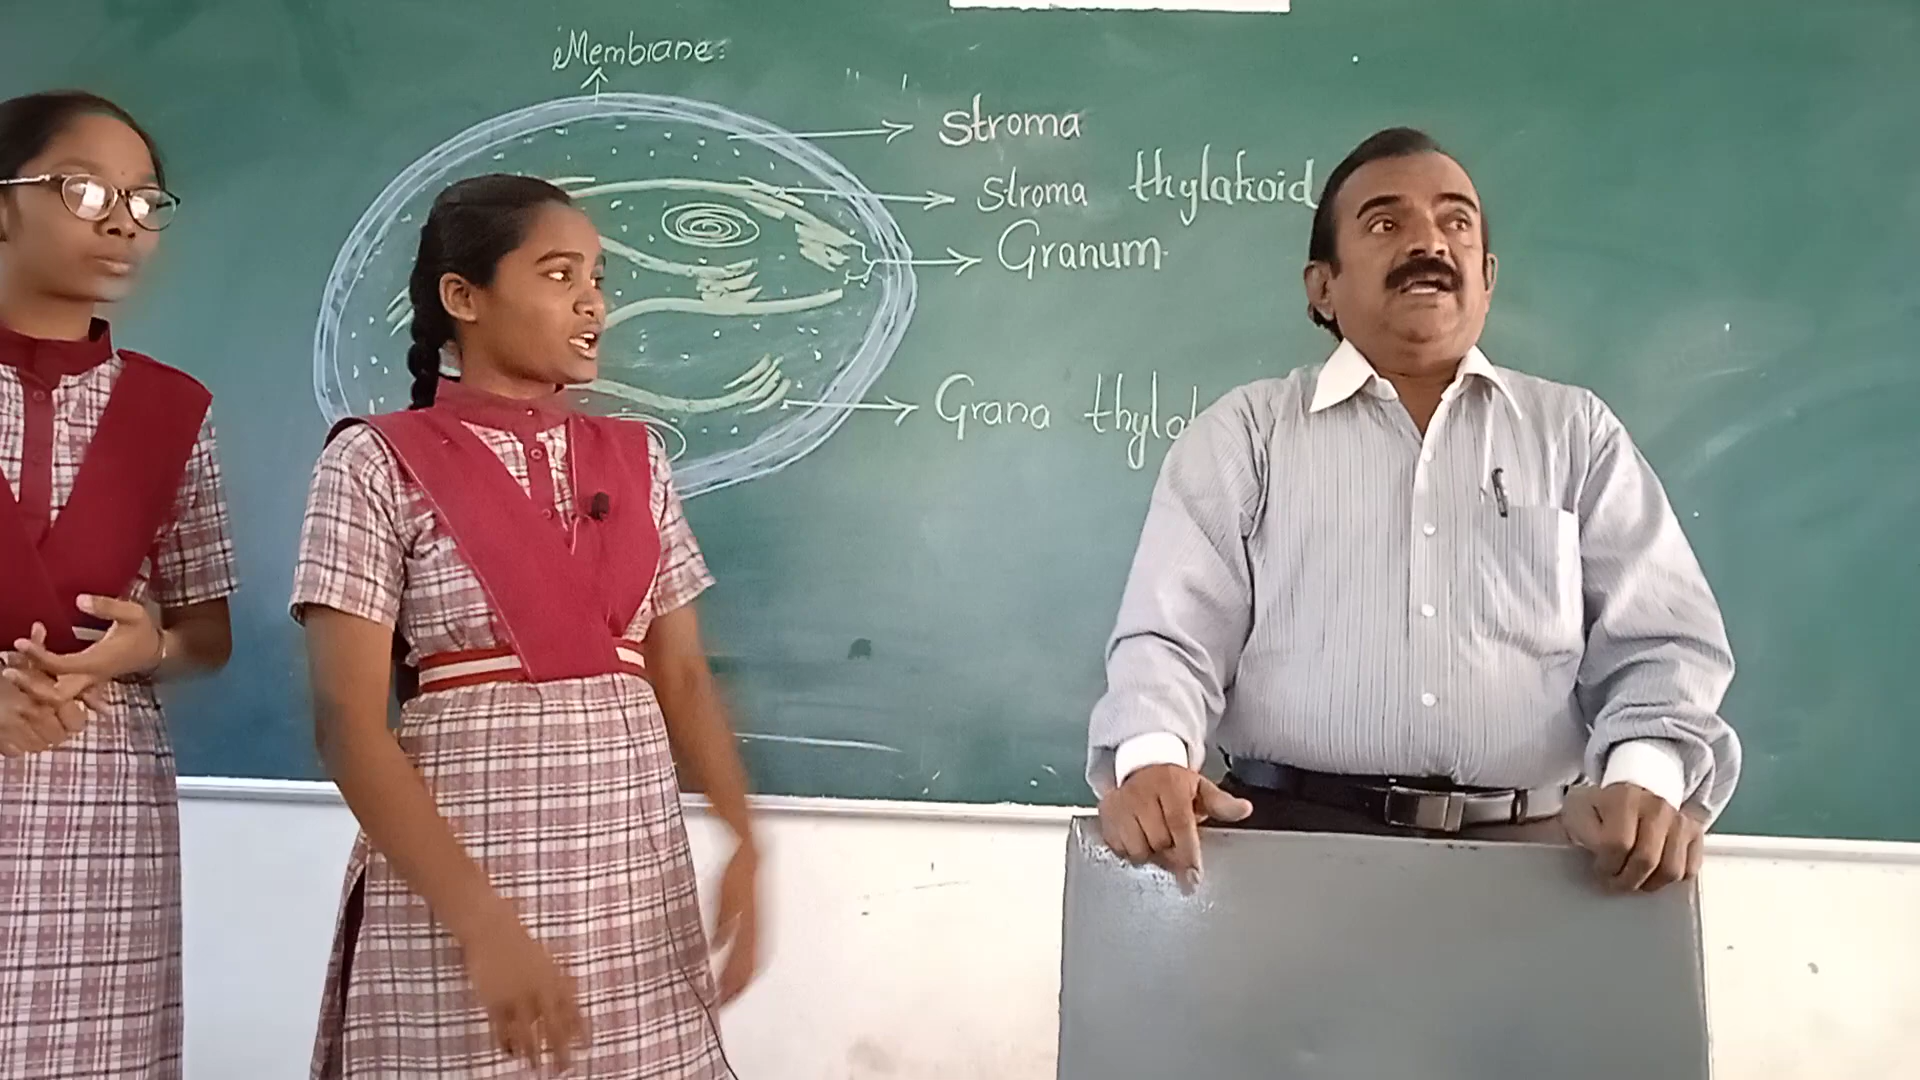 Membrane
Stroma
Stroma thylakoid
Granum
Grana